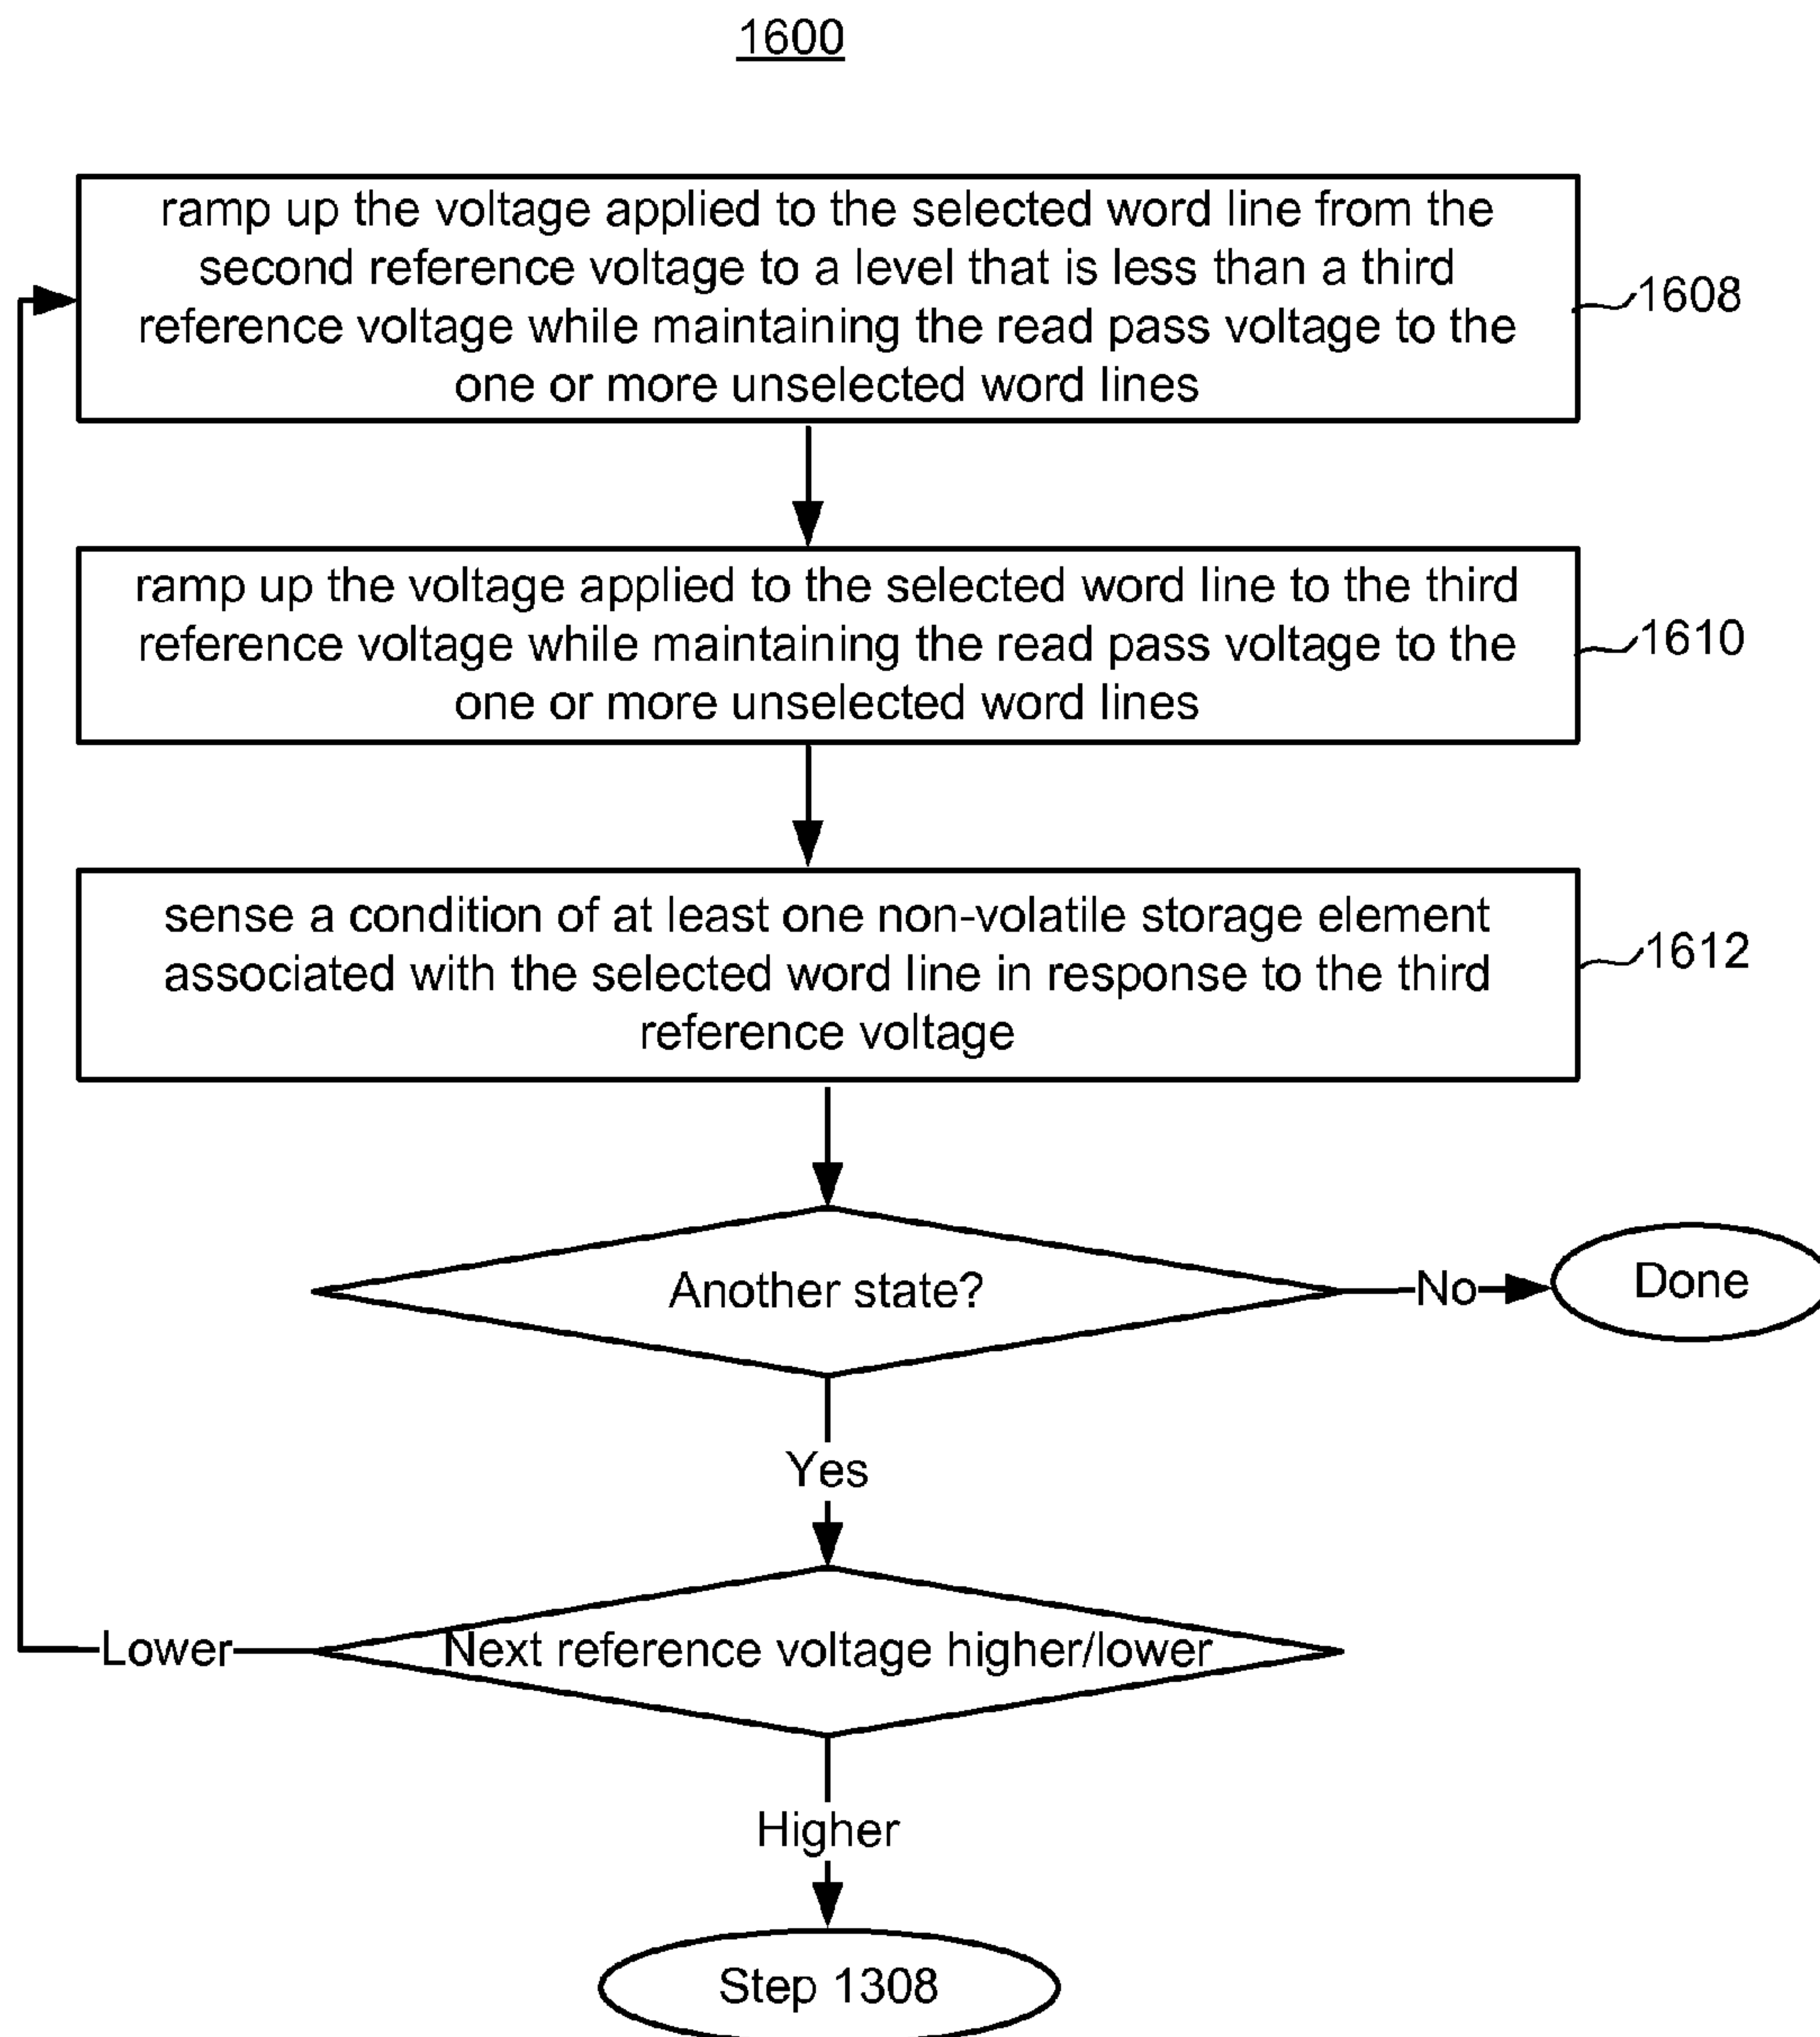 1600
ramp up the voltage applied to the selected word line from the
second reference voltage to a level that is less than a third
reference voltage while maintaining the read pass voltage to the
one or more unselected word lines
1608
ramp up the voltage applied to the selected word line to the third
reference voltage while maintaining the read pass voltage to the
one or more unselected word lines
1610
sense a condition of at least one non-volatile storage element
associated with the selected word line in response to the third
reference voltage
1612
Another state?
No
Done
Yes
Lower
Next reference voltage higher/lower
Higher
Step 1308